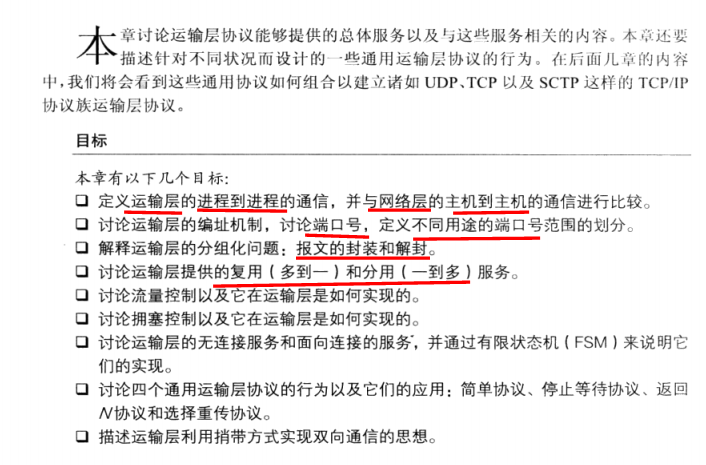 本章讨论运输层协议能够提供的总体服务以及与这些服务相关的内容。本章还要
描述针对不同状况而设计的一些通用运输层协议的行为。在后面几章的内容
中，我们将会看到这些通用协议如何组合以建立诸如 UDP、TCP 以及 SCTP 这样的 TCP/IP
协议族运输层协议。
目标
本章有以下几个目标：
❑ 定义运输层的进程到进程的通信，并与网络层的主机到主机的通信进行比较。
❑ 讨论运输层的编址机制，讨论端口号，定义不同用途的端口号范围的划分。
❑ 解释运输层的分组化问题：报文的封装和解封。
❑ 讨论运输层提供的复用（多到一）和分用（一到多）服务。
❑ 讨论流量控制以及它在运输层是如何实现的。
❑ 讨论拥塞控制以及它在运输层是如何实现的。
❑ 讨论运输层的无连接服务和面向连接的服务，并通过有限状态机（FSM）来说明它
们的实现。
❑ 讨论四个通用运输层协议的行为以及它们的应用：简单协议、停止等待协议、返回
N协议和选择重传协议。
❑ 描述运输层利用捎带方式实现双向通信的思想。